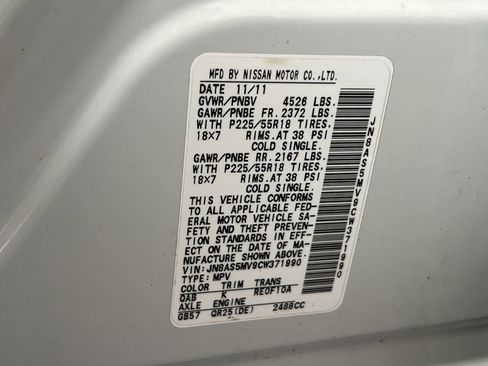 MFD BY NISSAN MOTOR CO.,LTD.
DATE 11/11
GVWR/PNBV 4526 LBS.
GAWR/PNBE FR. 2372 LBS.
WITH P225/55R18 TIRES.
18X7 RIMS. AT 38 PSI
COLD SINGLE.
GAWR/PNBE RR. 2167 LBS.
WITH P225/55R18 TIRES.
18X7 RIMS. AT 38 PSI
COLD SINGLE.
THIS VEHICLE CONFORMS
TO ALL APPLICABLE FED-
ERAL MOTOR VEHICLE SA-
FETY AND THEFT PREVENT-
ION STANDARDS IN EFF-
ECT ON THE DATE OF MA-
NUFACTURE SHOWN ABOVE.
VIN: JN8AS5MV9CW371990
TYPE: MPV
COLOR TRIM TRANS
QAB K RE0F10A
AXLE ENGINE
GB57 QR25(DE) 2488CC
JN8AS5MV9CW371990